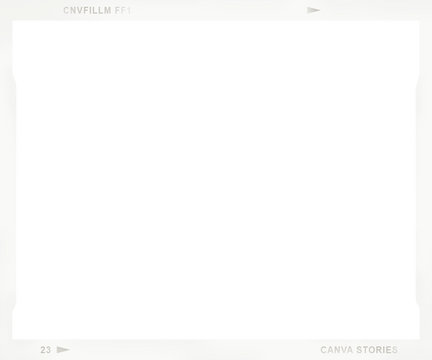 CNVFILLM FF1
23
CANVA STORIES